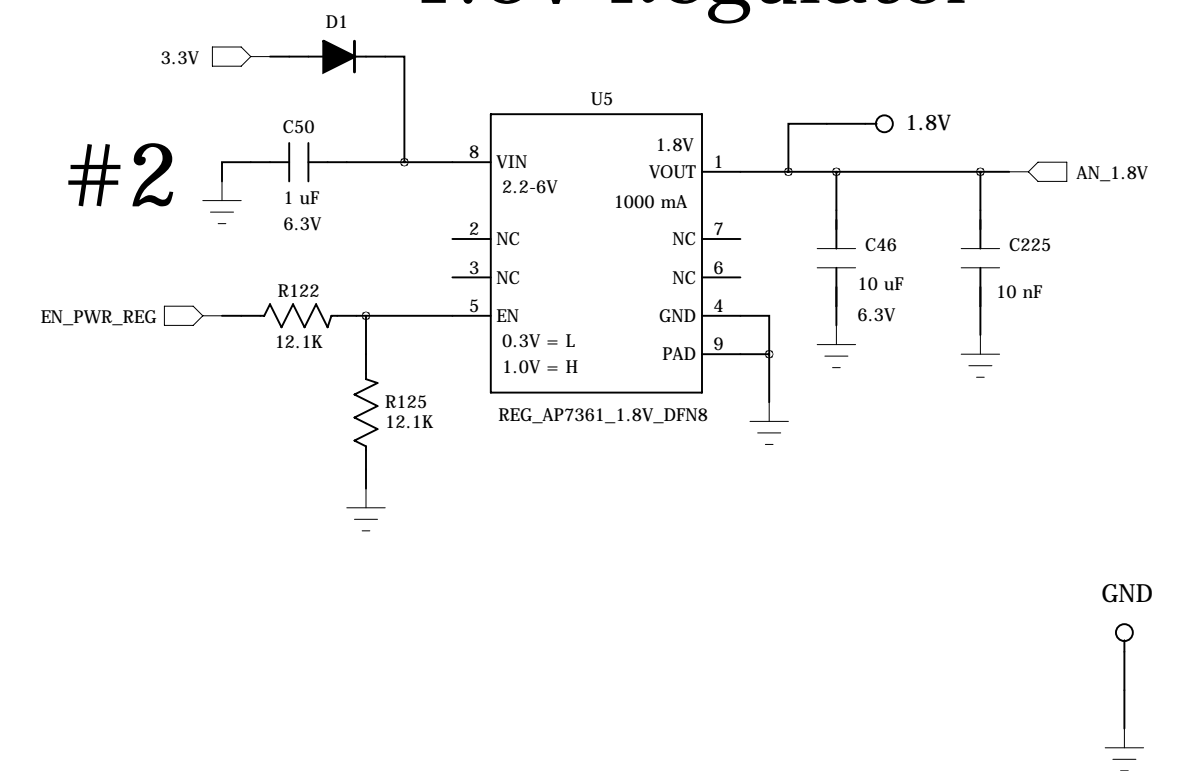 1.8V Regulator
D1
3.3V
#2
C50
1 uF
6.3V
U5
8 VIN
2.2-6V
2 NC
3 NC
5 EN
0.3V = L
1.0V = H
1.8V
VOUT 1
1000 mA
NC 7
NC 6
GND 4
PAD 9
REG_AP7361_1.8V_DFN8
EN_PWR_REG
R122
12.1K
R125
12.1K
1.8V
AN_1.8V
C46
10 uF
6.3V
C225
10 nF
GND